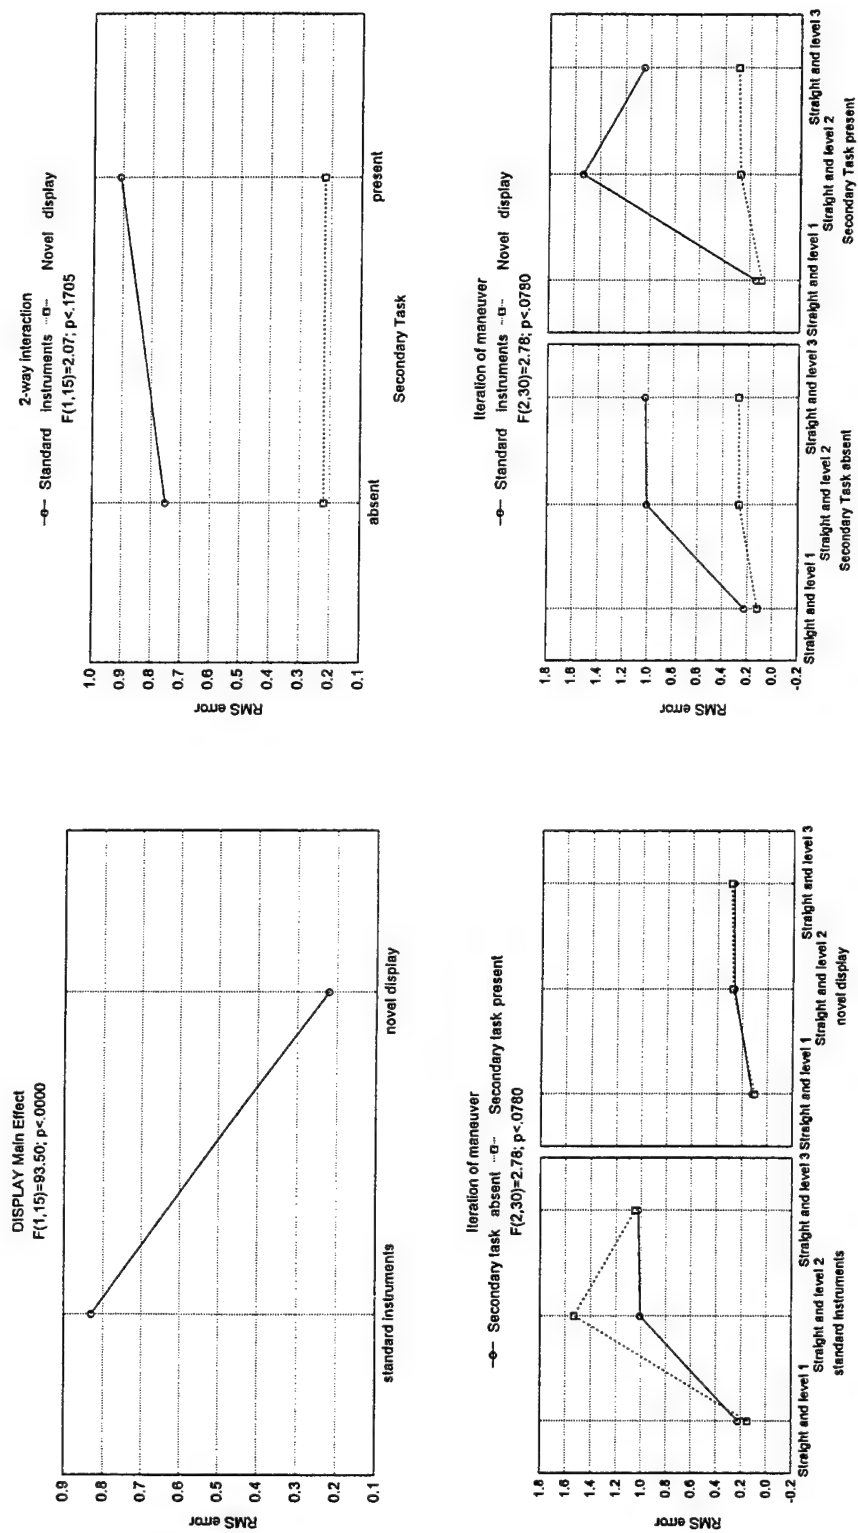 DISPLAY Main Effect
F(1,15)=93.50; p<.0000
RMS error
0.9
0.8
0.7
0.6
0.5
0.4
0.3
0.2
0.1
standard instruments
novel display
2-way interaction
Standard instruments Novel display
F(1,15)=2.07; p<.1705
RMS error
1.0
0.9
0.8
0.7
0.6
0.5
0.4
0.3
0.2
0.1
absent
present
Secondary Task
Iteration of maneuver
Secondary task absent Secondary task present
F(2,30)=2.78; p<.0780
RMS error
1.8
1.6
1.4
1.2
1.0
0.8
0.6
0.4
0.2
0.0
-0.2
Straight and level 1
Straight and level 2
Straight and level 3
standard instruments
Straight and level 1
Straight and level 2
Straight and level 3
novel display
Iteration of maneuver
Standard instruments Novel display
F(2,30)=2.78; p<.0780
RMS error
1.8
1.6
1.4
1.2
1.0
0.8
0.6
0.4
0.2
0.0
-0.2
Straight and level 1
Straight and level 2
Straight and level 3
Secondary Task absent
Straight and level 1
Straight and level 2
Straight and level 3
Secondary Task present